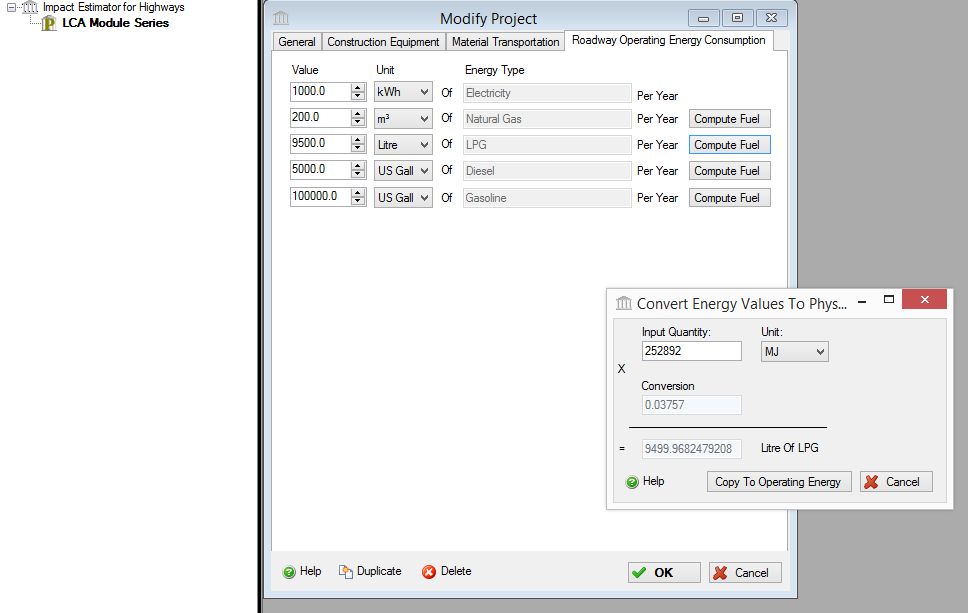 Impact Estimator for Highways
LCA Module Series
Modify Project
General Construction Equipment Material Transportation Roadway Operating Energy Consumption
Value Unit Energy Type
1000.0 kWh Of Electricity Per Year
200.0 m³ Of Natural Gas Per Year Compute Fuel
9500.0 Litre Of LPG Per Year Compute Fuel
5000.0 US Gall Of Diesel Per Year Compute Fuel
100000.0 US Gall Of Gasoline Per Year Compute Fuel
Convert Energy Values To Phys...
Input Quantity: Unit:
252892 MJ
X
Conversion
0.03757
= 9499.9682479208 Litre Of LPG
Help Copy To Operating Energy Cancel
Help Duplicate Delete OK Cancel